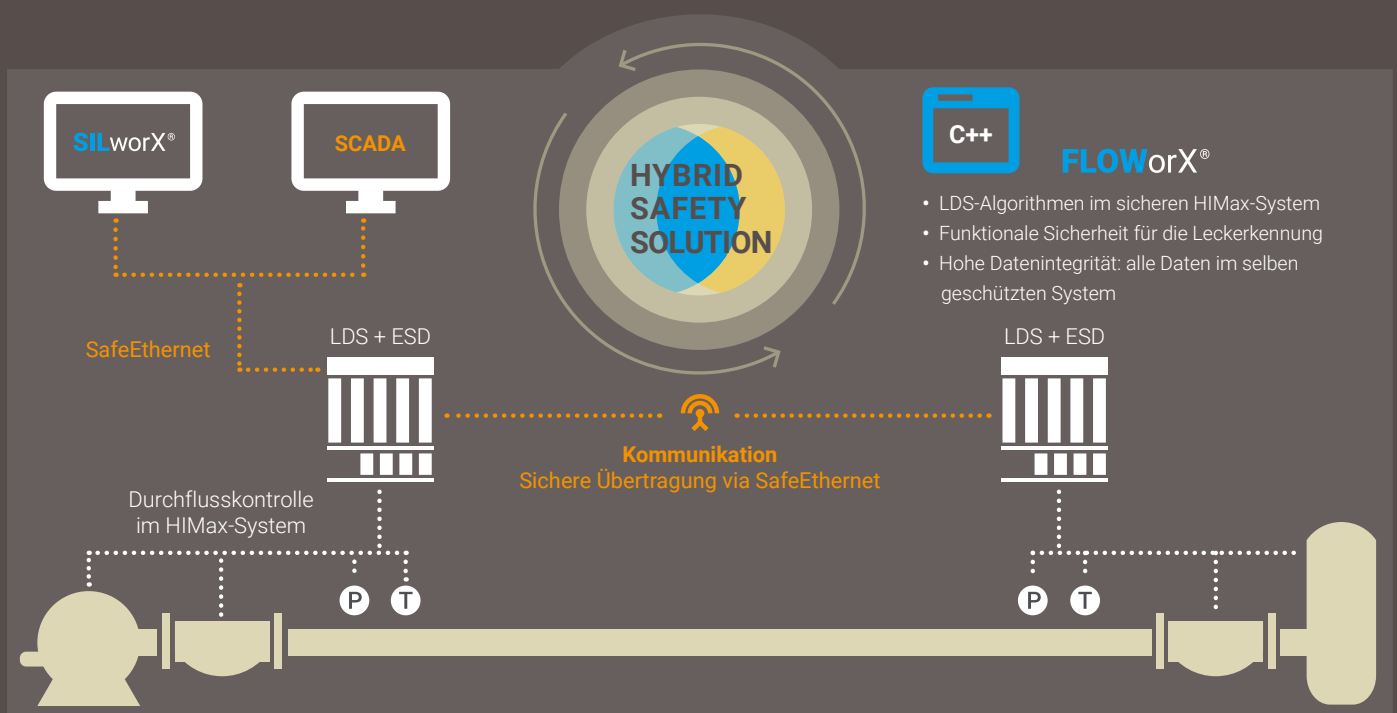 SILworX®
SCADA
HYBRID
SAFETY
SOLUTION
C++
FLOWorX®
• LDS-Algorithmen im sicheren HIMax-System
• Funktionale Sicherheit für die Leckerkennung
• Hohe Datenintegrität: alle Daten im selben
geschützten System
SafeEthernet
LDS + ESD
LDS + ESD
Kommunikation
Sichere Übertragung via SafeEthernet
Durchflusskontrolle
im HIMax-System
P
T
P
T